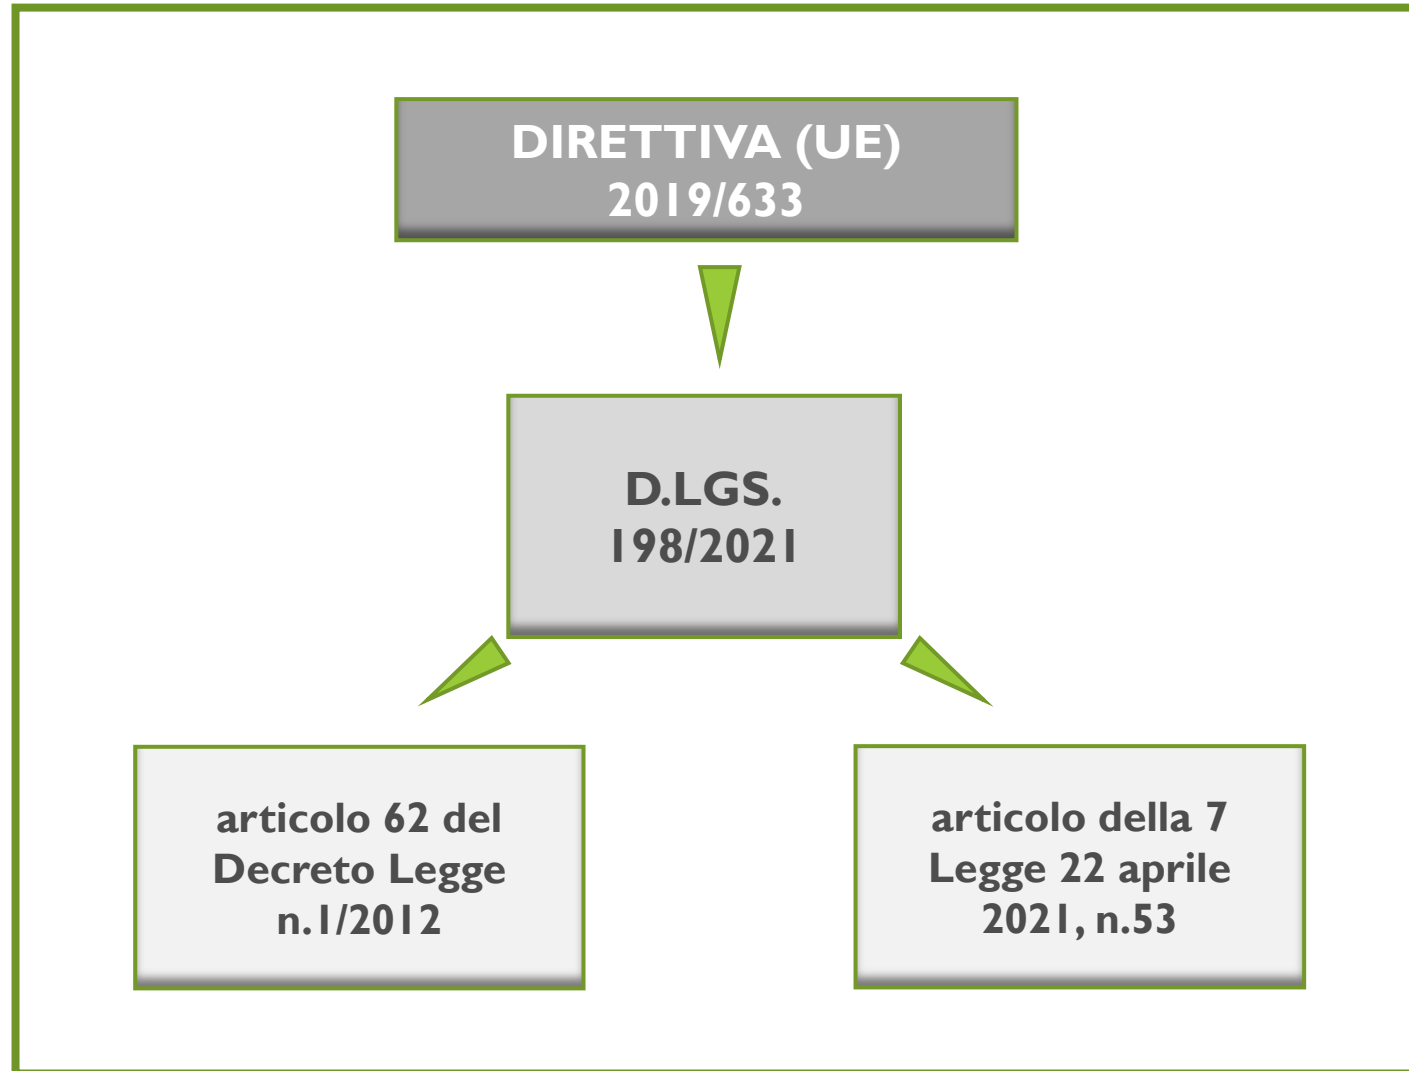 DIRETTIVA (UE)
2019/633
D.LGS.
198/2021
articolo 62 del
Decreto Legge
n.1/2012
articolo della 7
Legge 22 aprile
2021, n.53